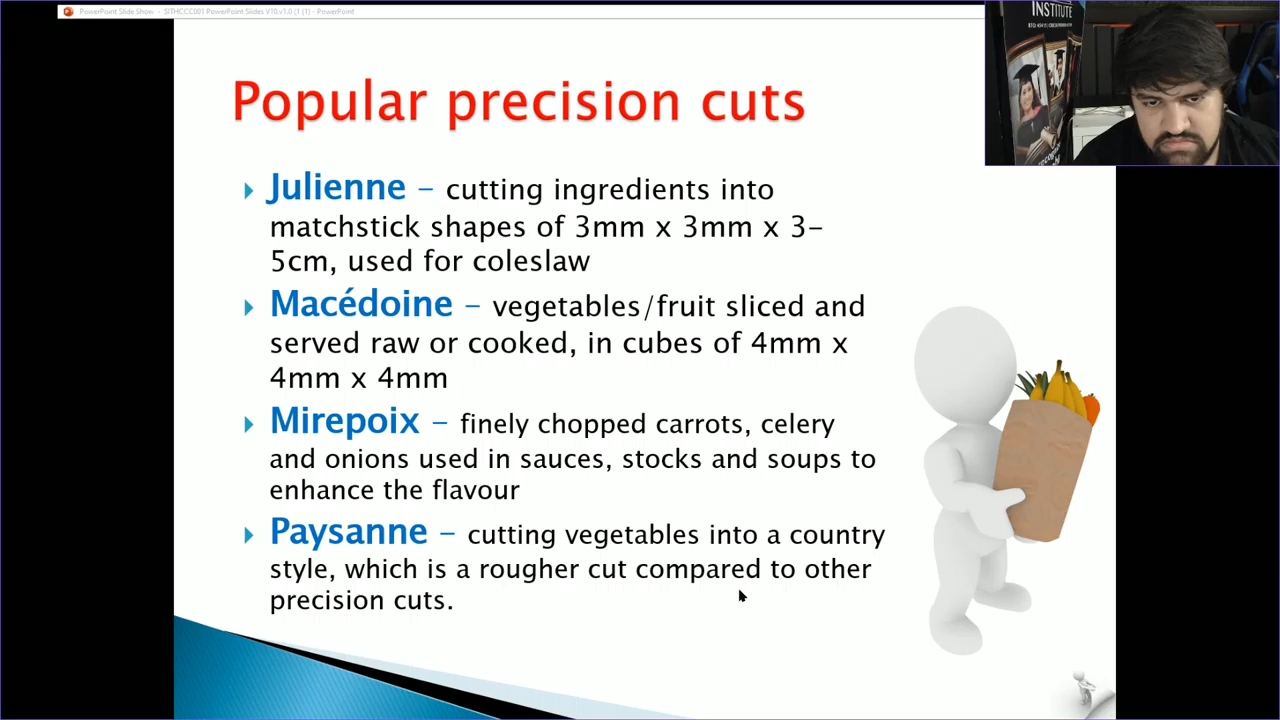 PowerPoint Slide Show - SITHCCC001 PowerPoint Slides V10.v1.0 (1 (1) - PowerPoint
INSTITUTE
Popular precision cuts
Julienne – cutting ingredients into
matchstick shapes of 3mm x 3mm x 3-
5cm, used for coleslaw
Macédoine – vegetables/fruit sliced and
served raw or cooked, in cubes of 4mm x
4mm x 4mm
Mirepoix – finely chopped carrots, celery
and onions used in sauces, stocks and soups to
enhance the flavour
Paysanne – cutting vegetables into a country
style, which is a rougher cut compared to other
precision cuts.